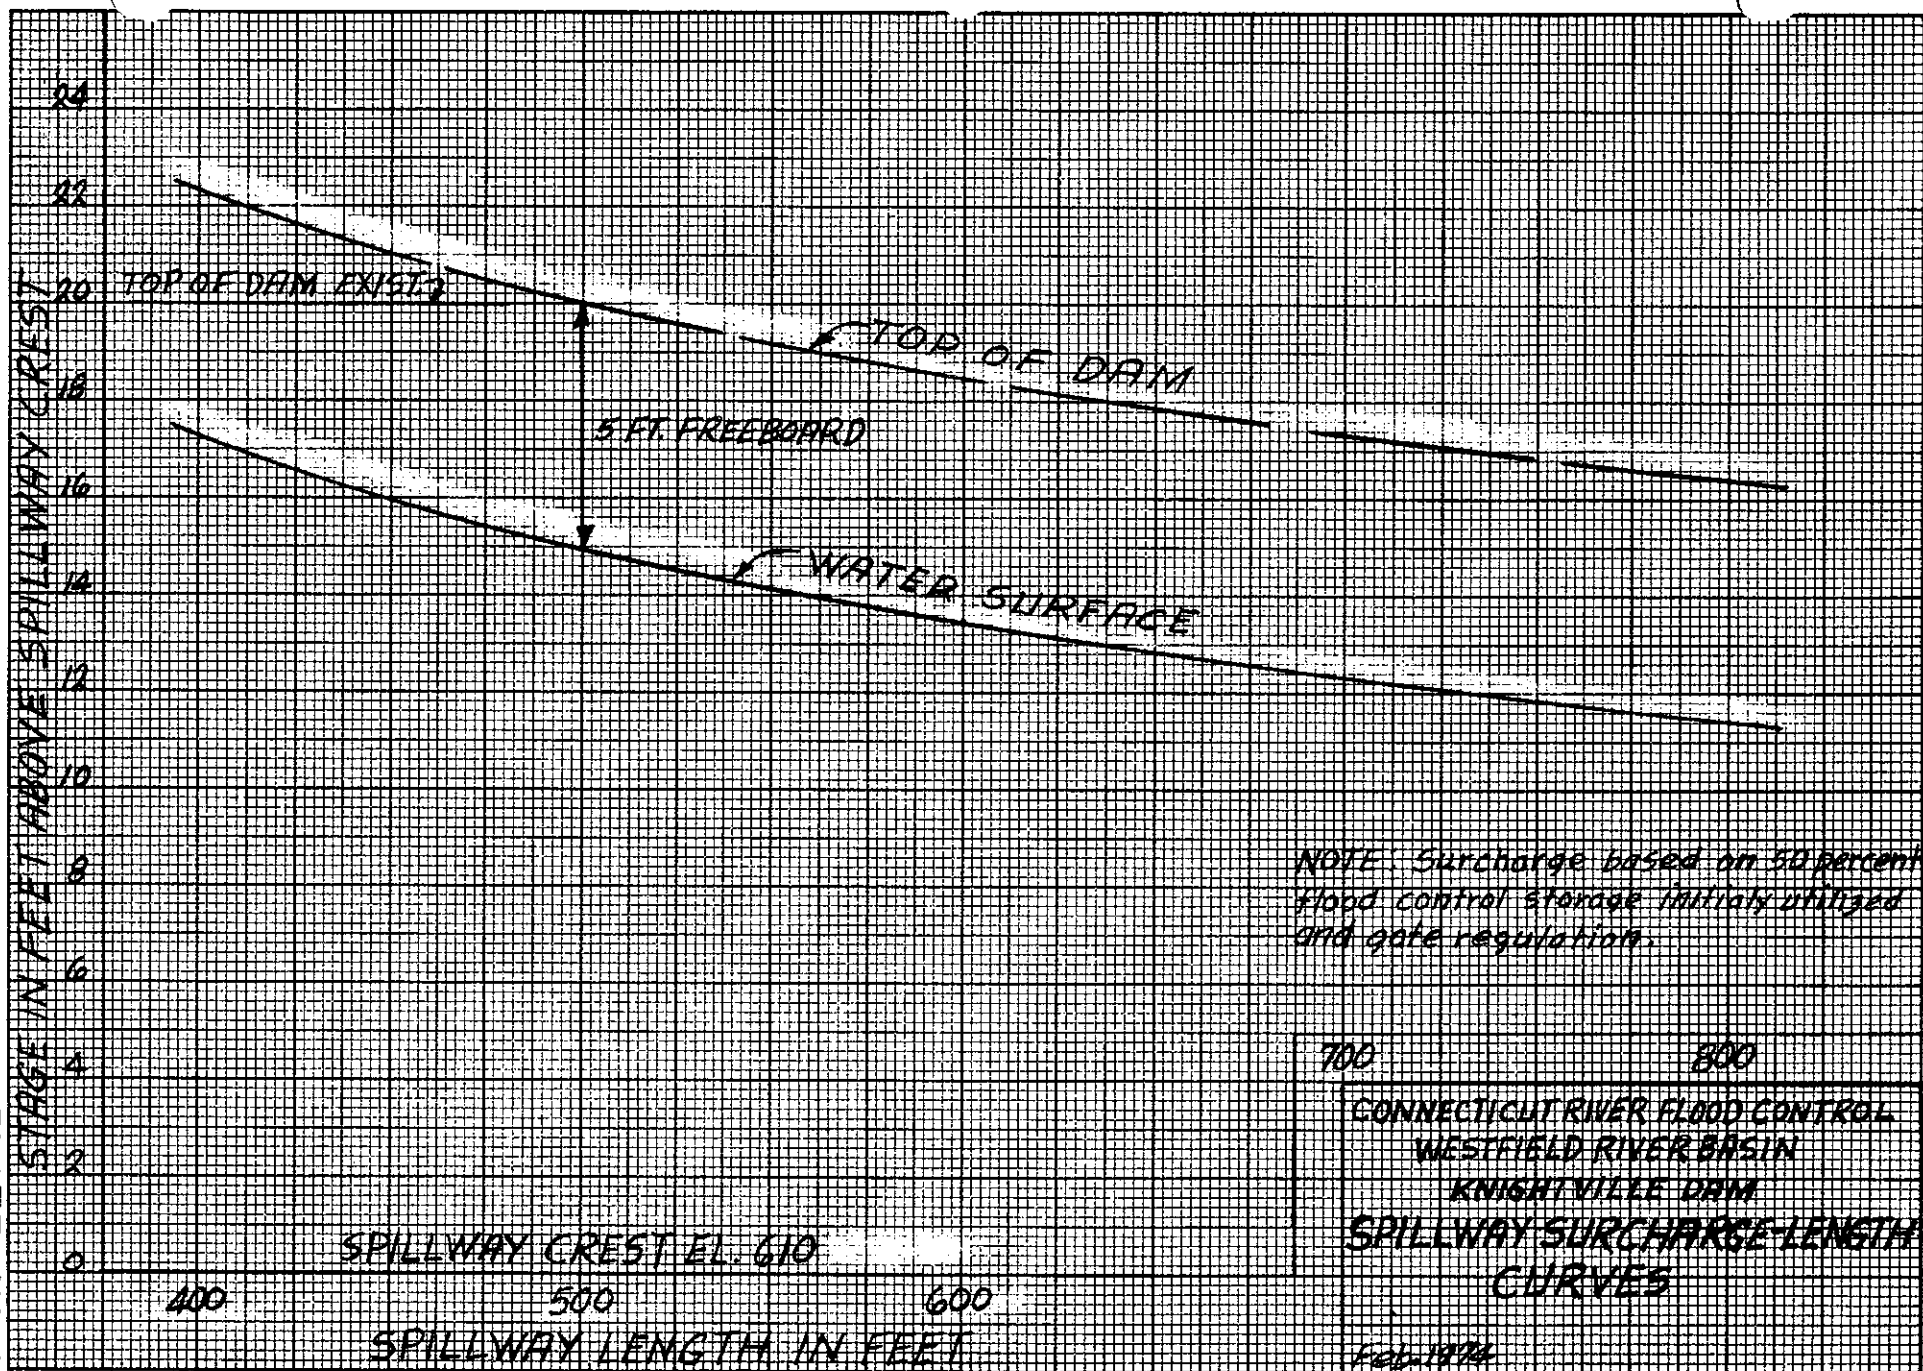 24
22
20
18
16
14
12
10
8
6
4
2
0
STAGE IN FEET ABOVE SPILLWAY CREST
TOP OF DAM EXIST.
TOP OF DAM
5 FT. FREEBOARD
WATER SURFACE
NOTE: Surcharge based on 50 percent
flood control storage initialy utilized
and gate regulation.
SPILLWAY CREST EL. 610
400
500
600
700
800
SPILLWAY LENGTH IN FEET
CONNECTICUT RIVER FLOOD CONTROL
WESTFIELD RIVER BASIN
KNIGHTVILLE DAM
SPILLWAY SURCHARGE-LENGTH
CURVES
Feb. 1974